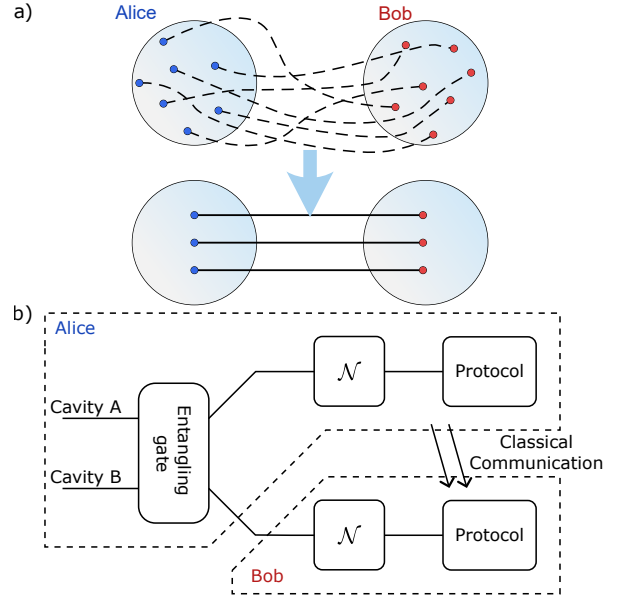 a)
Alice
Bob
b)
Alice
Cavity A
Cavity B
Entangling
gate
𝒩
Protocol
Classical
Communication
𝒩
Protocol
Bob